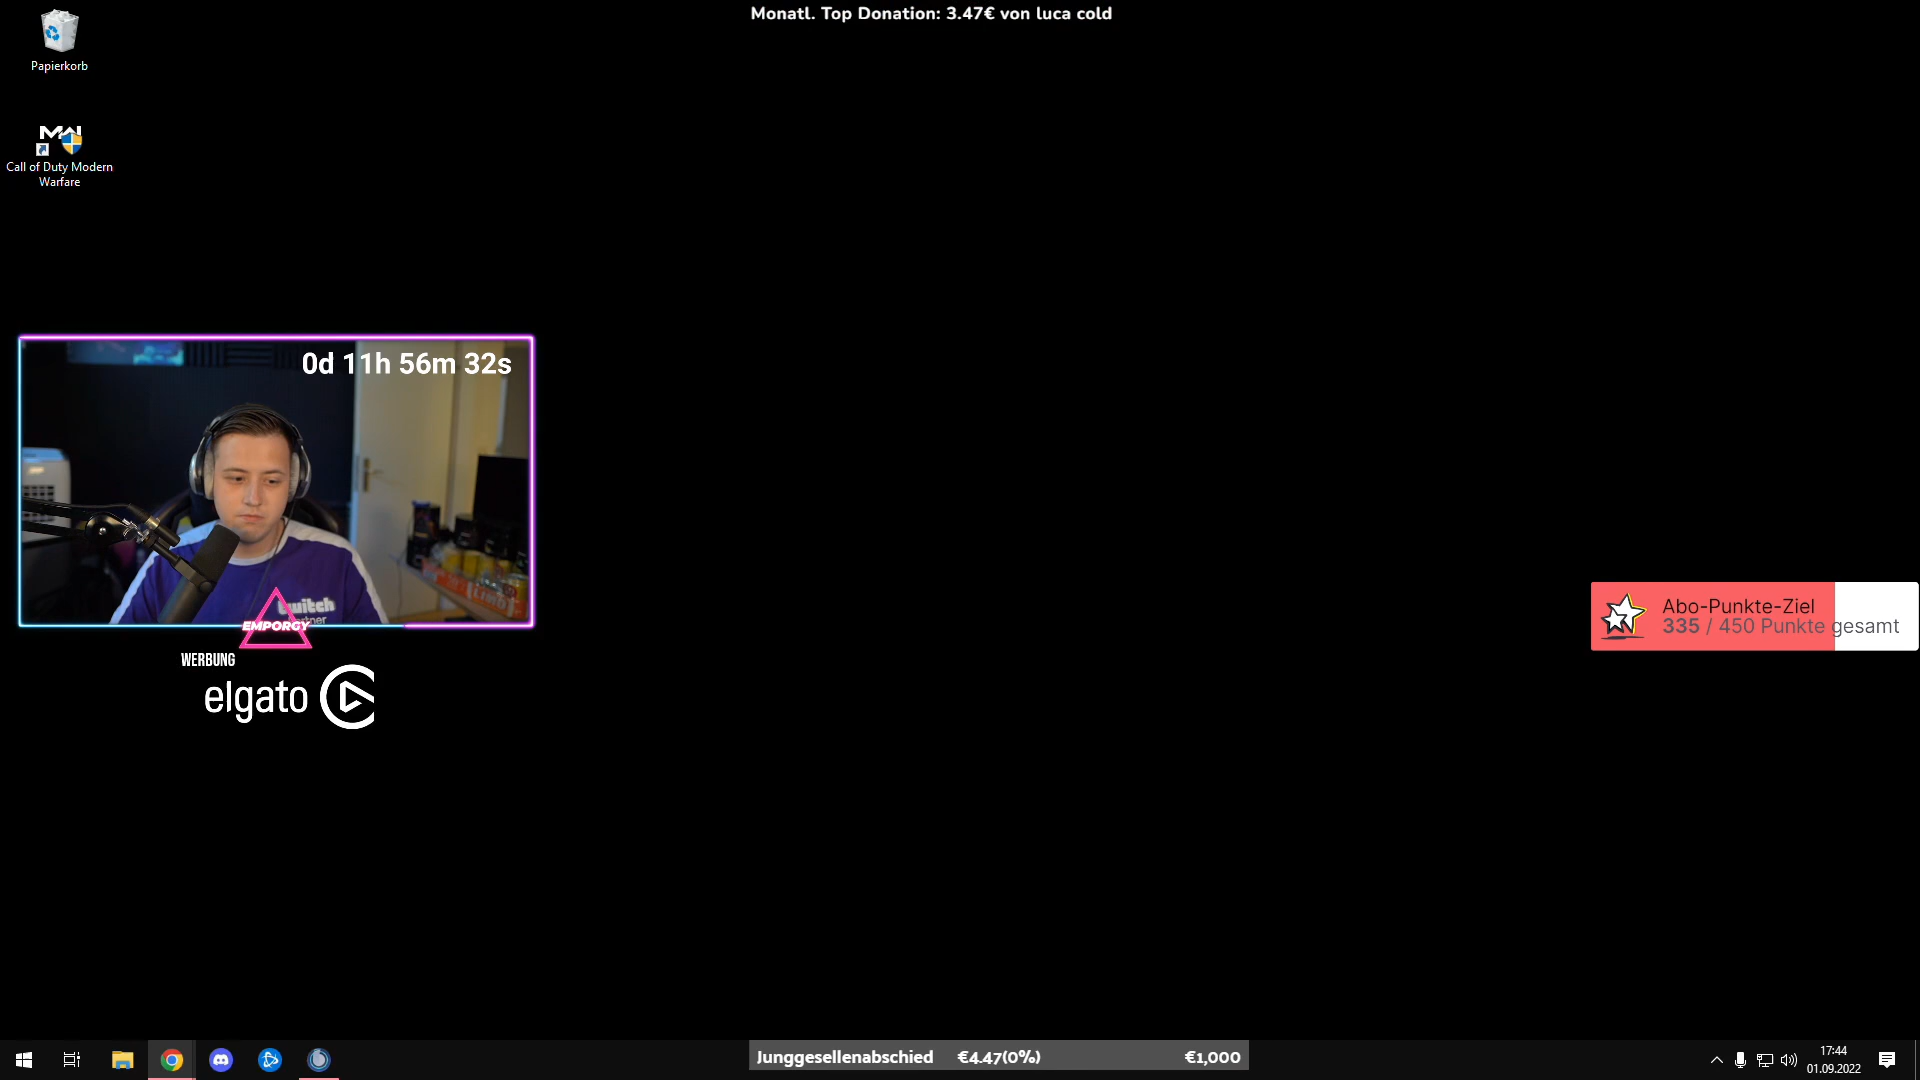 Monatl. Top Donation: 3.47€ von luca cold
Papierkorb
MW
Call of Duty Modern
Warfare
0d 11h 56m 32s
twitch
EMPORGY
WERBUNG
elgato
Abo-Punkte-Ziel
335 / 450 Punkte gesamt
Junggesellenabschied €4.47(0%) €1,000
17:44
01.09.2022